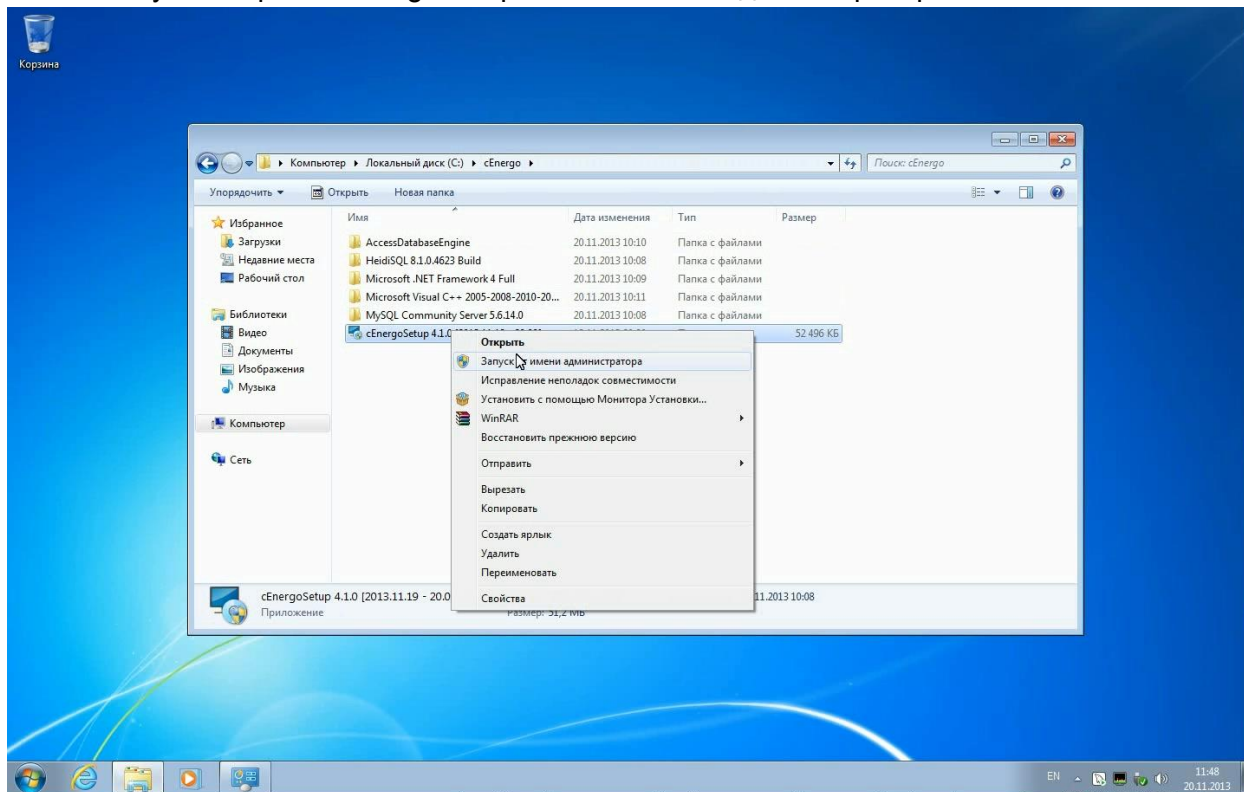 Корзина
Компьютер ▸ Локальный диск (C:) ▸ cEnergo ▸
Поиск: cEnergo
Упорядочить ▾ Открыть Новая папка
Избранное
Загрузки
Недавние места
Рабочий стол
Библиотеки
Видео
Документы
Изображения
Музыка
Компьютер
Сеть
Имя Дата изменения Тип Размер
AccessDatabaseEngine 20.11.2013 10:10 Папка с файлами
HeidiSQL 8.1.0.4623 Build 20.11.2013 10:08 Папка с файлами
Microsoft .NET Framework 4 Full 20.11.2013 10:09 Папка с файлами
Microsoft Visual C++ 2005-2008-2010-20... 20.11.2013 10:11 Папка с файлами
MySQL Community Server 5.6.14.0 20.11.2013 10:08 Папка с файлами
cEnergoSetup 4.1.0 52 496 КБ
Открыть
Запуск от имени администратора
Исправление неполадок совместимости
Установить с помощью Монитора Установки...
WinRAR
Восстановить прежнюю версию
Отправить
Вырезать
Копировать
Создать ярлык
Удалить
Переименовать
Свойства
cEnergoSetup 4.1.0 [2013.11.19 - 20.0 11.2013 10:08
Приложение Размер: 51,2 МБ
EN 11:48
20.11.2013